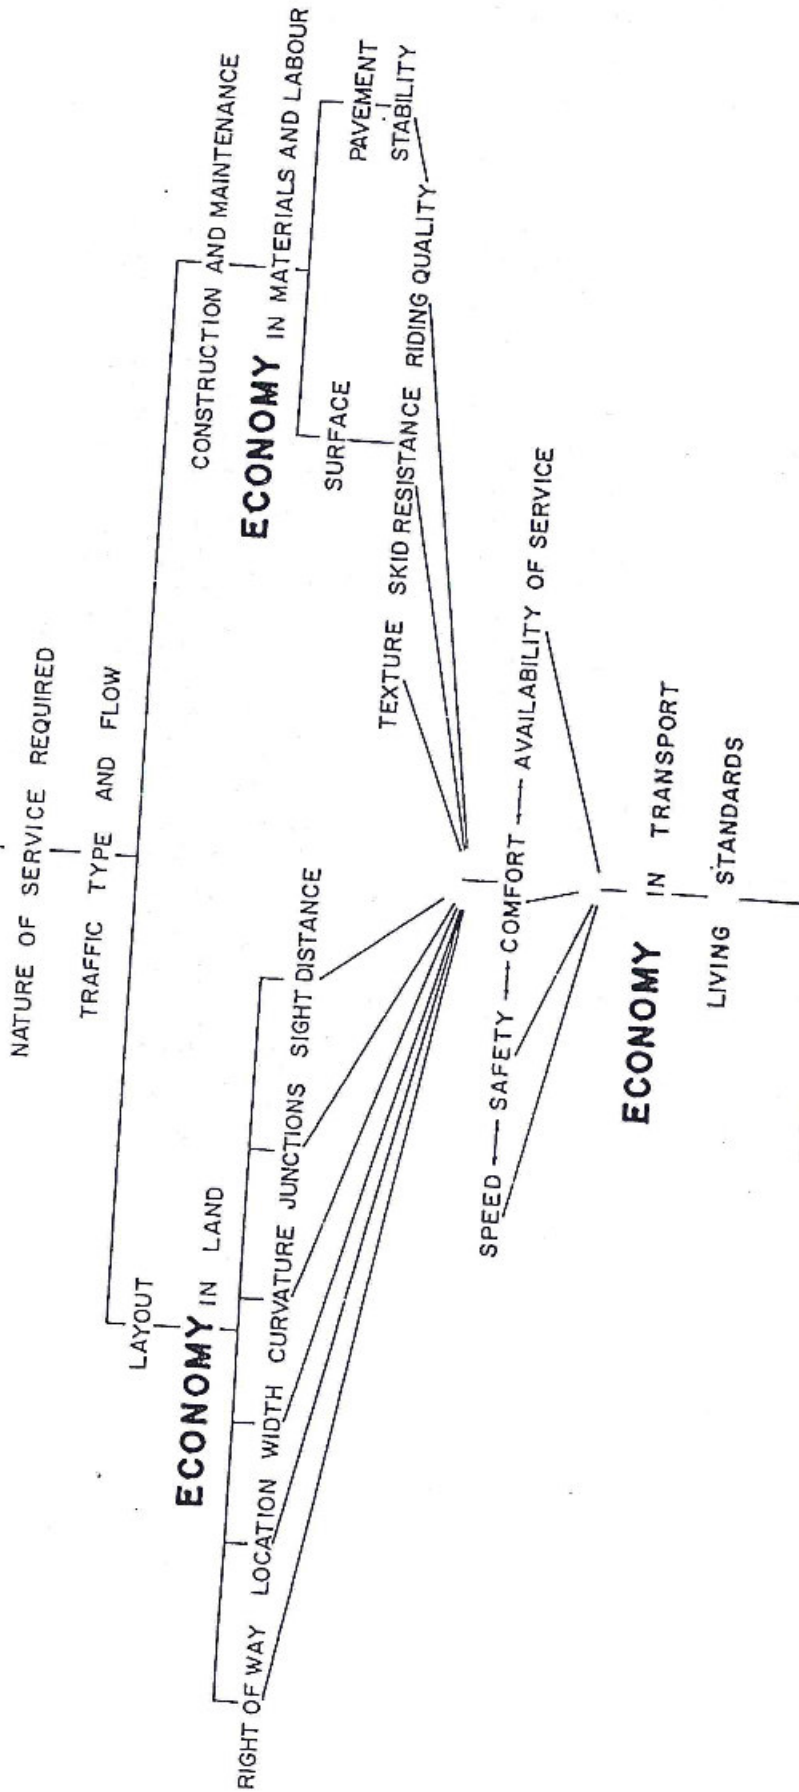 NATURE OF SERVICE REQUIRED
TRAFFIC TYPE AND FLOW
LAYOUT
CONSTRUCTION AND MAINTENANCE
ECONOMY IN LAND
ECONOMY IN MATERIALS AND LABOUR
RIGHT OF WAY LOCATION WIDTH CURVATURE JUNCTIONS SIGHT DISTANCE
SURFACE
PAVEMENT
STABILITY
TEXTURE SKID RESISTANCE RIDING QUALITY
SPEED — SAFETY — COMFORT — AVAILABILITY OF SERVICE
ECONOMY IN TRANSPORT
LIVING STANDARDS